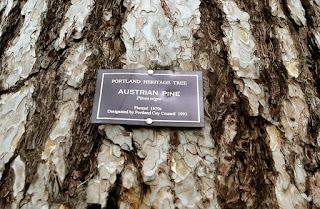 PORTLAND HERITAGE TREE
AUSTRIAN PINE
Pinus nigra
Planted 1870s
Designated by Portland City Council 1993